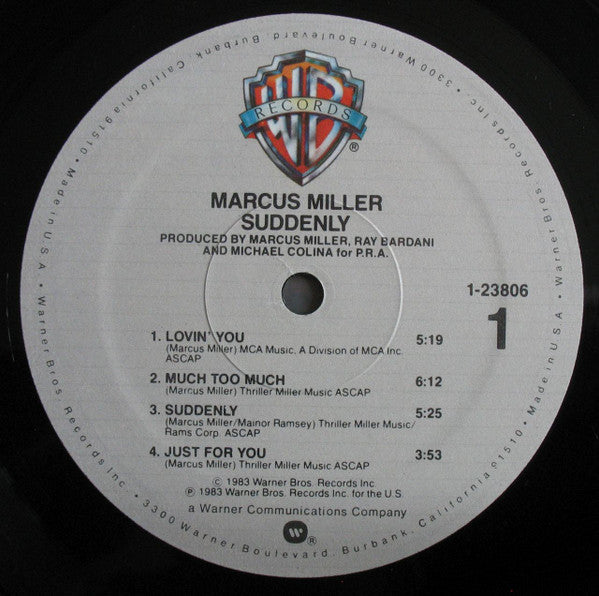 WB
RECORDS
®
MARCUS MILLER
SUDDENLY
PRODUCED BY MARCUS MILLER, RAY BARDANI
AND MICHAEL COLINA for P.R.A.
1-23806
1
1. LOVIN' YOU 5:19
(Marcus Miller) MCA Music, A Division of MCA Inc.
ASCAP
2. MUCH TOO MUCH 6:12
(Marcus Miller) Thriller Miller Music ASCAP
3. SUDDENLY 5:25
(Marcus Miller/Mainor Ramsey) Thriller Miller Music/
Rams Corp. ASCAP
4. JUST FOR YOU 3:53
(Marcus Miller) Thriller Miller Music ASCAP
© 1983 Warner Bros. Records Inc.
℗ 1983 Warner Bros. Records Inc. for the U.S.
a Warner Communications Company
®
Warner Bros. Records Inc. • 3300 Warner Boulevard, Burbank, California 91510 • Made in U.S.A. • Warner Bros. Records Inc. • 3300 Warner Boulevard, Burbank, California 91510 • Made in U.S.A. •